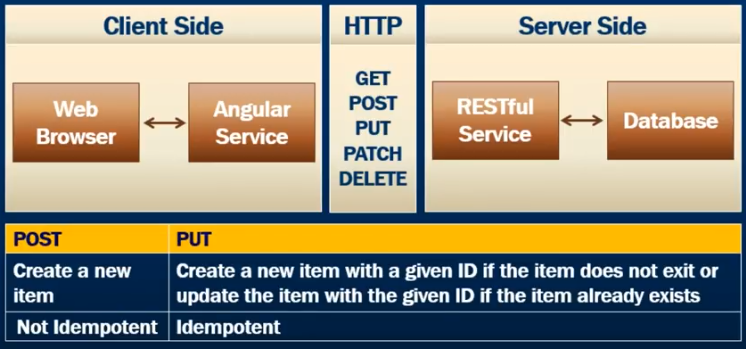 Client Side
HTTP
Server Side
Web
Browser
Angular
Service
GET
POST
PUT
PATCH
DELETE
RESTful
Service
Database
POST
PUT
Create a new
item
Create a new item with a given ID if the item does not exit or
update the item with the given ID if the item already exists
Not Idempotent
Idempotent